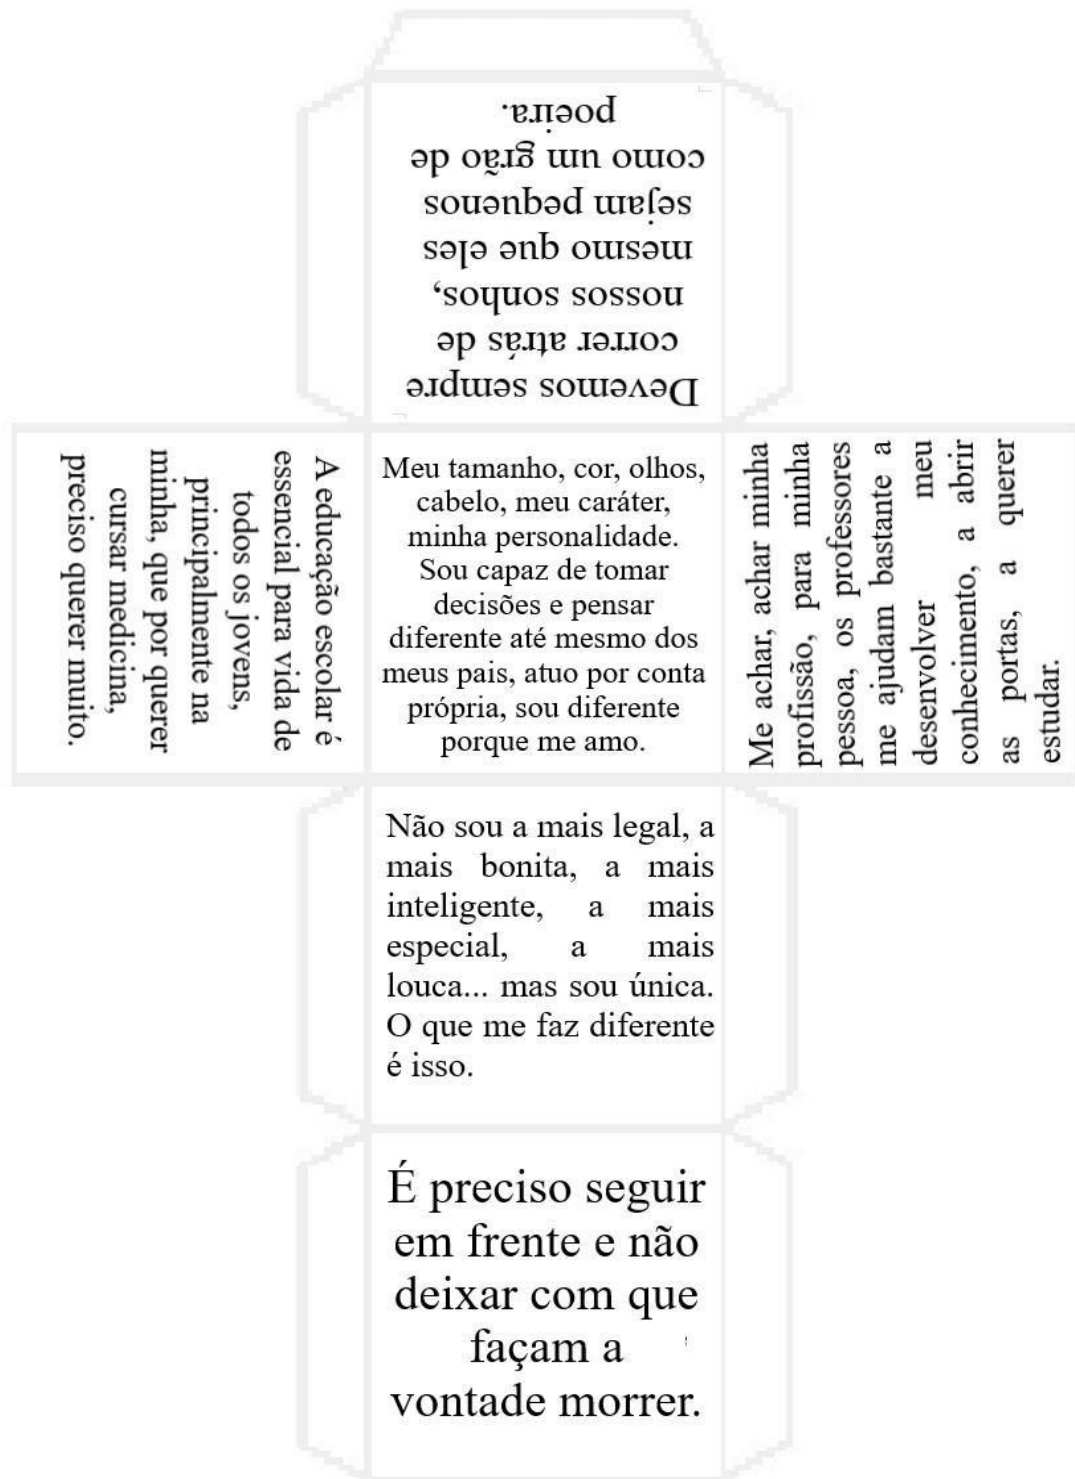 Devemos sempre
correr atrás de
nossos sonhos,
mesmo que eles
sejam pequenos
como um grão de
poeira.
A educação escolar é
essencial para vida de
todos os jovens,
principalmente na
minha, que por querer
cursar medicina,
preciso querer muito.
Meu tamanho, cor, olhos,
cabelo, meu caráter,
minha personalidade.
Sou capaz de tomar
decisões e pensar
diferente até mesmo dos
meus pais, atuo por conta
própria, sou diferente
porque me amo.
Me achar, achar minha
profissão, para minha
pessoa, os professores
me ajudam bastante a
desenvolver meu
conhecimento, a abrir
as portas, a querer
estudar.
Não sou a mais legal, a
mais bonita, a mais
inteligente, a mais
especial, a mais
louca... mas sou única.
O que me faz diferente
é isso.
É preciso seguir
em frente e não
deixar com que
façam a
vontade morrer.